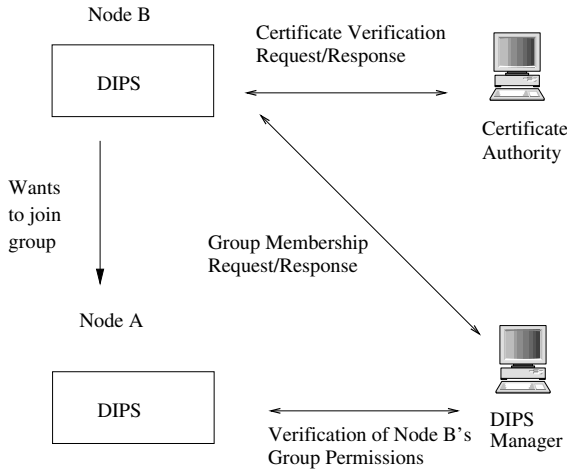 Node B
DIPS
Certificate Verification
Request/Response
Certificate
Authority
Wants
to join
group
Group Membership
Request/Response
Node A
DIPS
Verification of Node B's
Group Permissions
DIPS
Manager